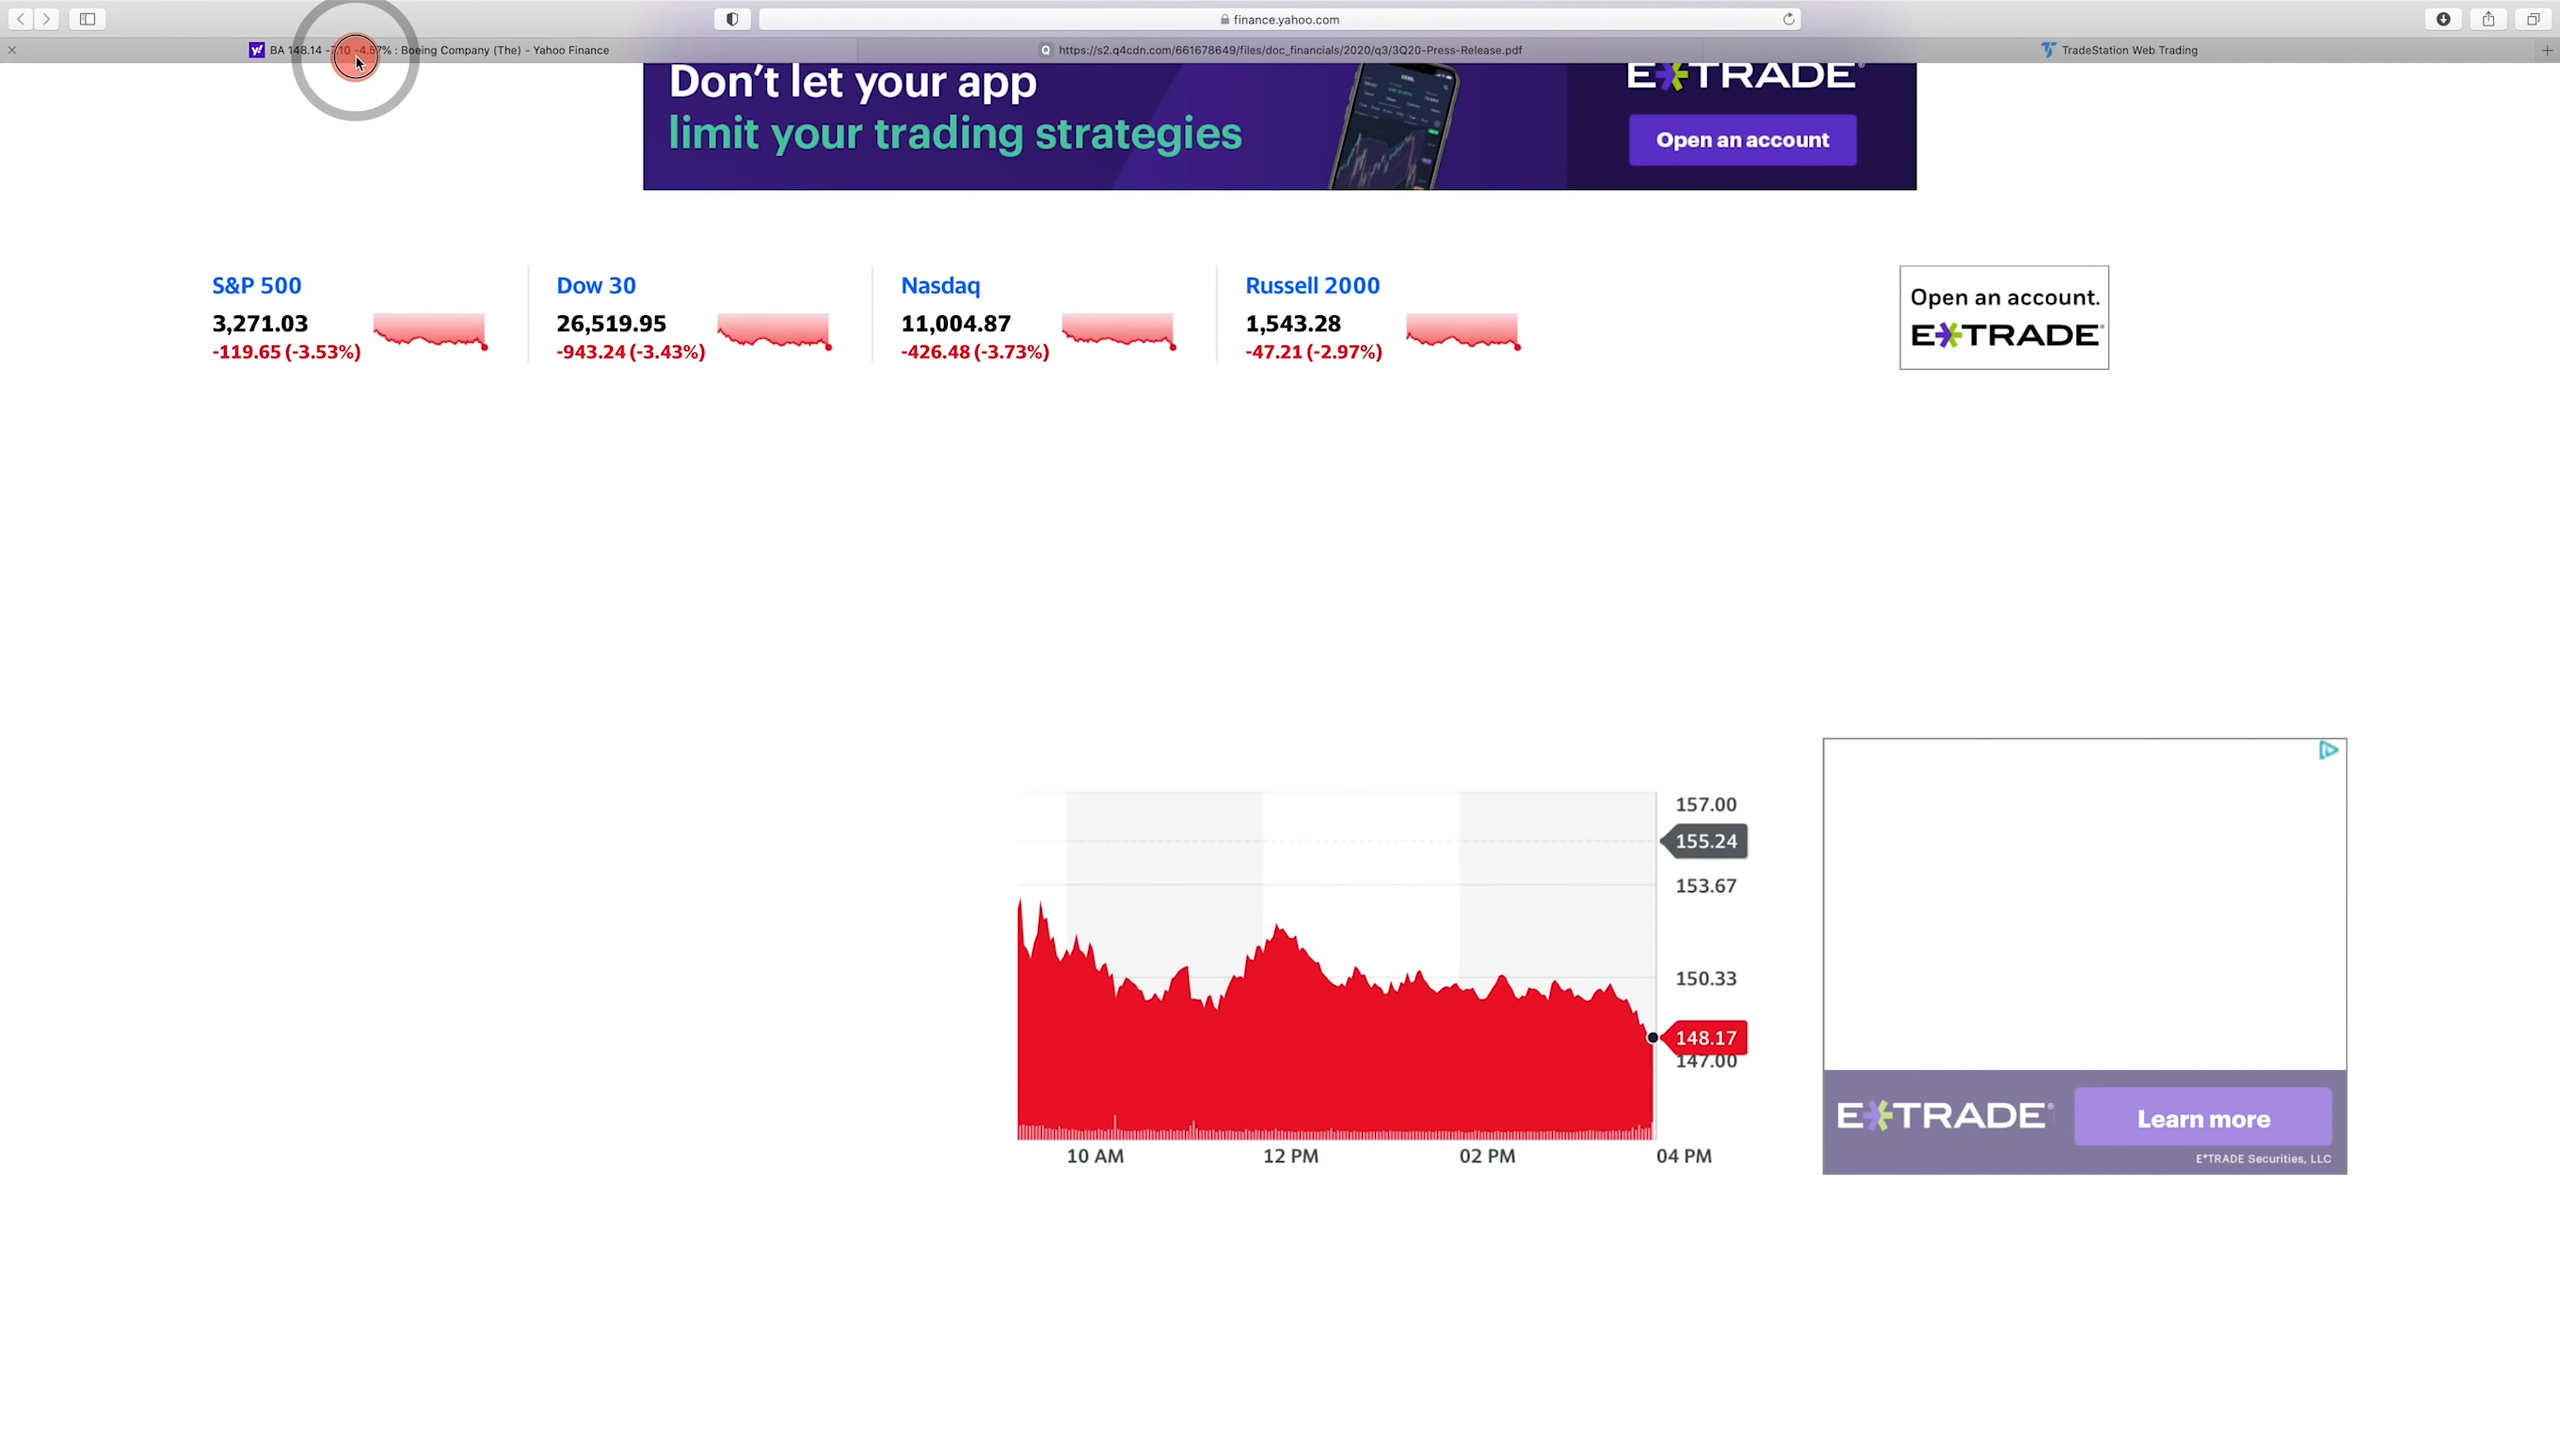 finance.yahoo.com
BA 148.14 -7.10 -4.57% : Boeing Company (The) - Yahoo Finance
https://s2.q4cdn.com/661678649/files/doc_financials/2020/q3/3Q20-Press-Release.pdf
TradeStation Web Trading
Don't let your app
limit your trading strategies
E*TRADE
Open an account
S&P 500
3,271.03
-119.65 (-3.53%)
Dow 30
26,519.95
-943.24 (-3.43%)
Nasdaq
11,004.87
-426.48 (-3.73%)
Russell 2000
1,543.28
-47.21 (-2.97%)
Open an account.
E*TRADE
157.00
155.24
153.67
150.33
148.17
147.00
10 AM
12 PM
02 PM
04 PM
E*TRADE
Learn more
E*TRADE Securities, LLC